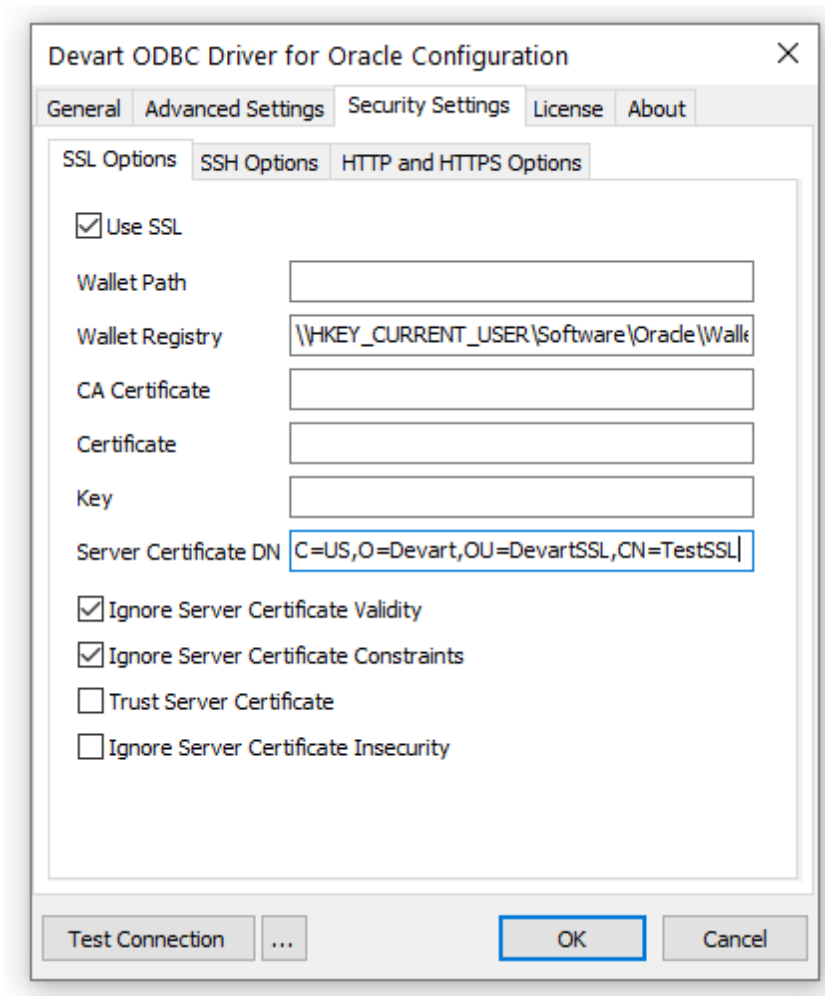 Devart ODBC Driver for Oracle Configuration
General Advanced Settings Security Settings License About
SSL Options SSH Options HTTP and HTTPS Options
Use SSL
Wallet Path
Wallet Registry \\HKEY_CURRENT_USER\Software\Oracle\Walle
CA Certificate
Certificate
Key
Server Certificate DN C=US,O=Devart,OU=DevartSSL,CN=TestSSL
Ignore Server Certificate Validity
Ignore Server Certificate Constraints
Trust Server Certificate
Ignore Server Certificate Insecurity
Test Connection ... OK Cancel